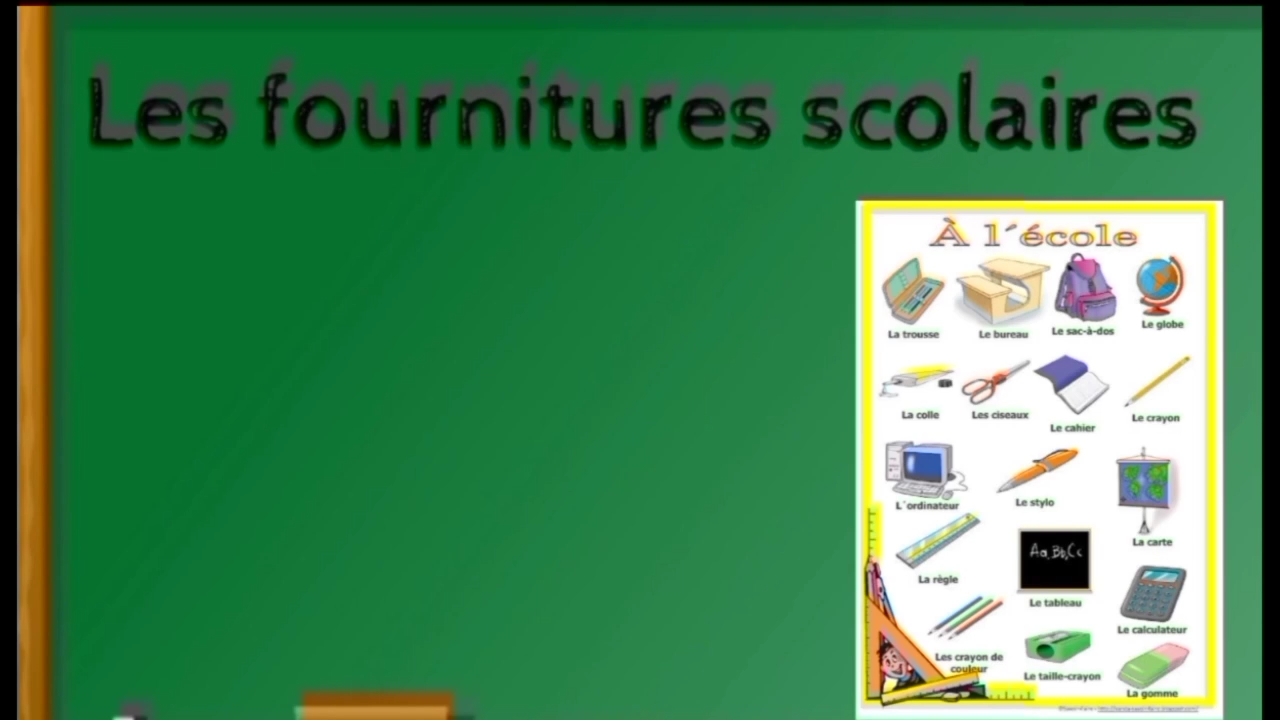 Les fournitures scolaires
À l´école
La trousse
Le bureau
Le sac-à-dos
Le globe
La colle
Les ciseaux
Le cahier
Le crayon
L´ordinateur
Le stylo
La carte
La règle
Aa,Bb,Cc
Le tableau
Le calculateur
Les crayon de
couleur
Le taille-crayon
La gomme